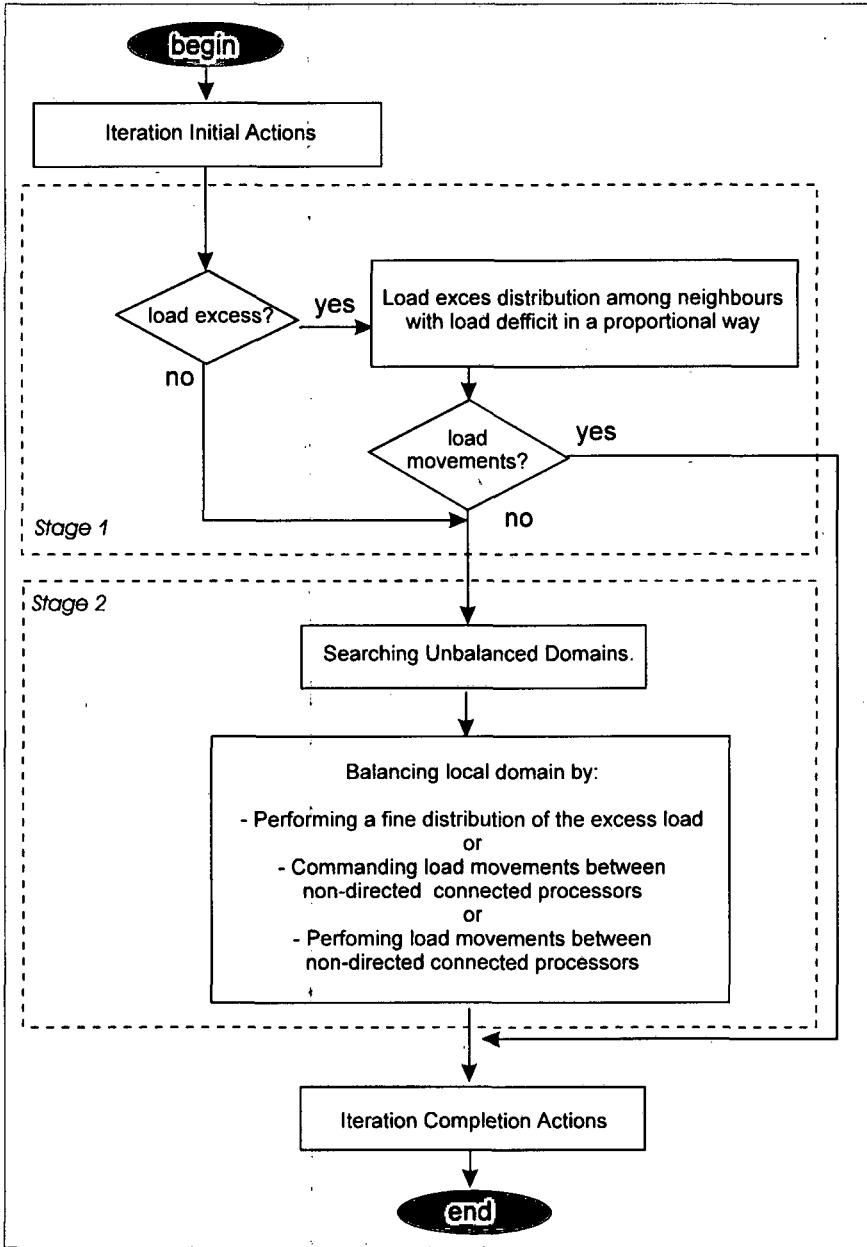 begin
Iteration Initial Actions
load excess?
yes
no
Load exces distribution among neighbours
with load defficit in a proportional way
load
movements?
yes
no
Stage 1
Stage 2
Searching Unbalanced Domains.
Balancing local domain by:
- Performing a fine distribution of the excess load
or
- Commanding load movements between
non-directed connected processors
or
- Perfoming load movements between
non-directed connected processors
Iteration Completion Actions
end